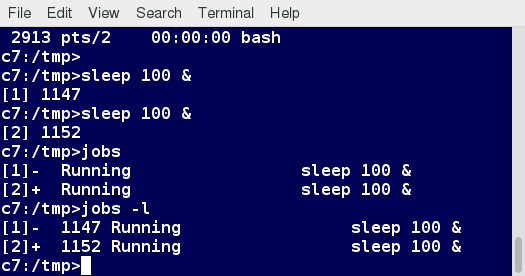 File Edit View Search Terminal Help
 2913 pts/2    00:00:00 bash
c7:/tmp>
c7:/tmp>sleep 100 &
[1] 1147
c7:/tmp>sleep 100 &
[2] 1152
c7:/tmp>jobs
[1]-  Running                 sleep 100 &
[2]+  Running                 sleep 100 &
c7:/tmp>jobs -l
[1]-  1147 Running                 sleep 100 &
[2]+  1152 Running                 sleep 100 &
c7:/tmp>